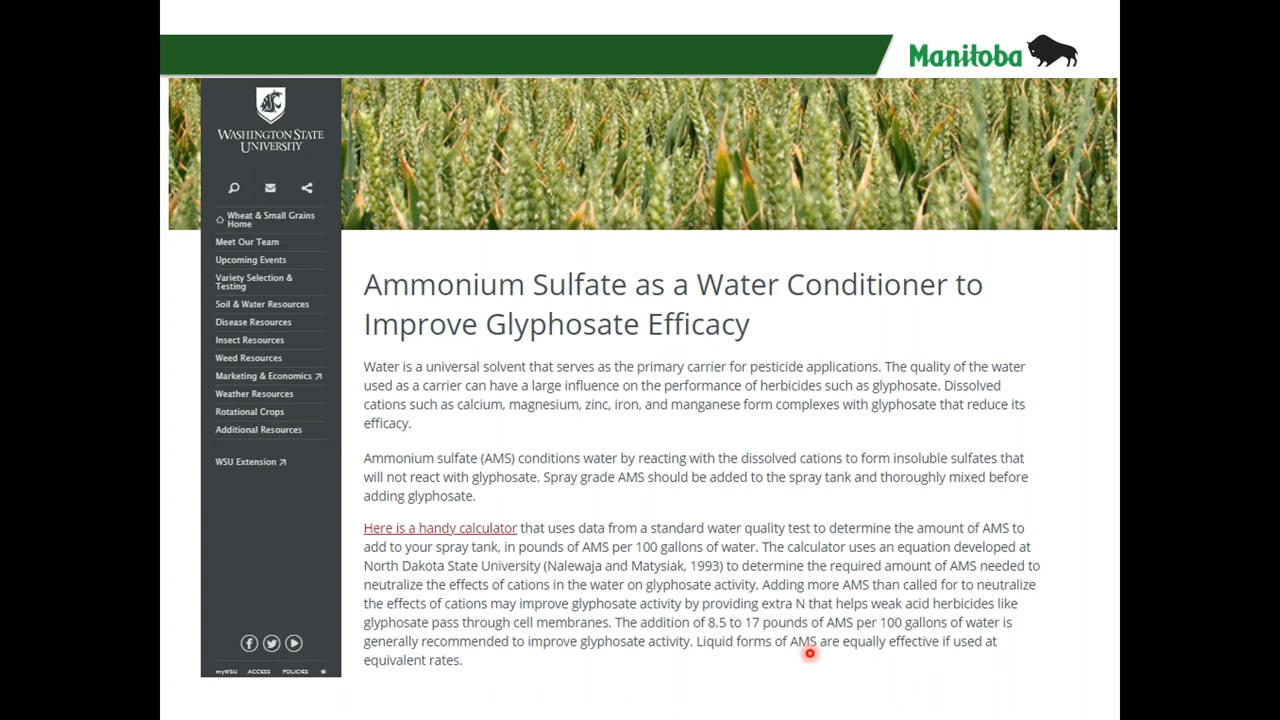 Manitoba
WASHINGTON STATE
UNIVERSITY
Wheat & Small Grains
Home
Meet Our Team
Upcoming Events
Variety Selection &
Testing
Soil & Water Resources
Disease Resources
Insect Resources
Weed Resources
Marketing & Economics
Weather Resources
Rotational Crops
Additional Resources
WSU Extension
myWSU ACCESS POLICIES
Ammonium Sulfate as a Water Conditioner to
Improve Glyphosate Efficacy
Water is a universal solvent that serves as the primary carrier for pesticide applications. The quality of the water
used as a carrier can have a large influence on the performance of herbicides such as glyphosate. Dissolved
cations such as calcium, magnesium, zinc, iron, and manganese form complexes with glyphosate that reduce its
efficacy.
Ammonium sulfate (AMS) conditions water by reacting with the dissolved cations to form insoluble sulfates that
will not react with glyphosate. Spray grade AMS should be added to the spray tank and thoroughly mixed before
adding glyphosate.
Here is a handy calculator that uses data from a standard water quality test to determine the amount of AMS to
add to your spray tank, in pounds of AMS per 100 gallons of water. The calculator uses an equation developed at
North Dakota State University (Nalewaja and Matysiak, 1993) to determine the required amount of AMS needed to
neutralize the effects of cations in the water on glyphosate activity. Adding more AMS than called for to neutralize
the effects of cations may improve glyphosate activity by providing extra N that helps weak acid herbicides like
glyphosate pass through cell membranes. The addition of 8.5 to 17 pounds of AMS per 100 gallons of water is
generally recommended to improve glyphosate activity. Liquid forms of AMS are equally effective if used at
equivalent rates.